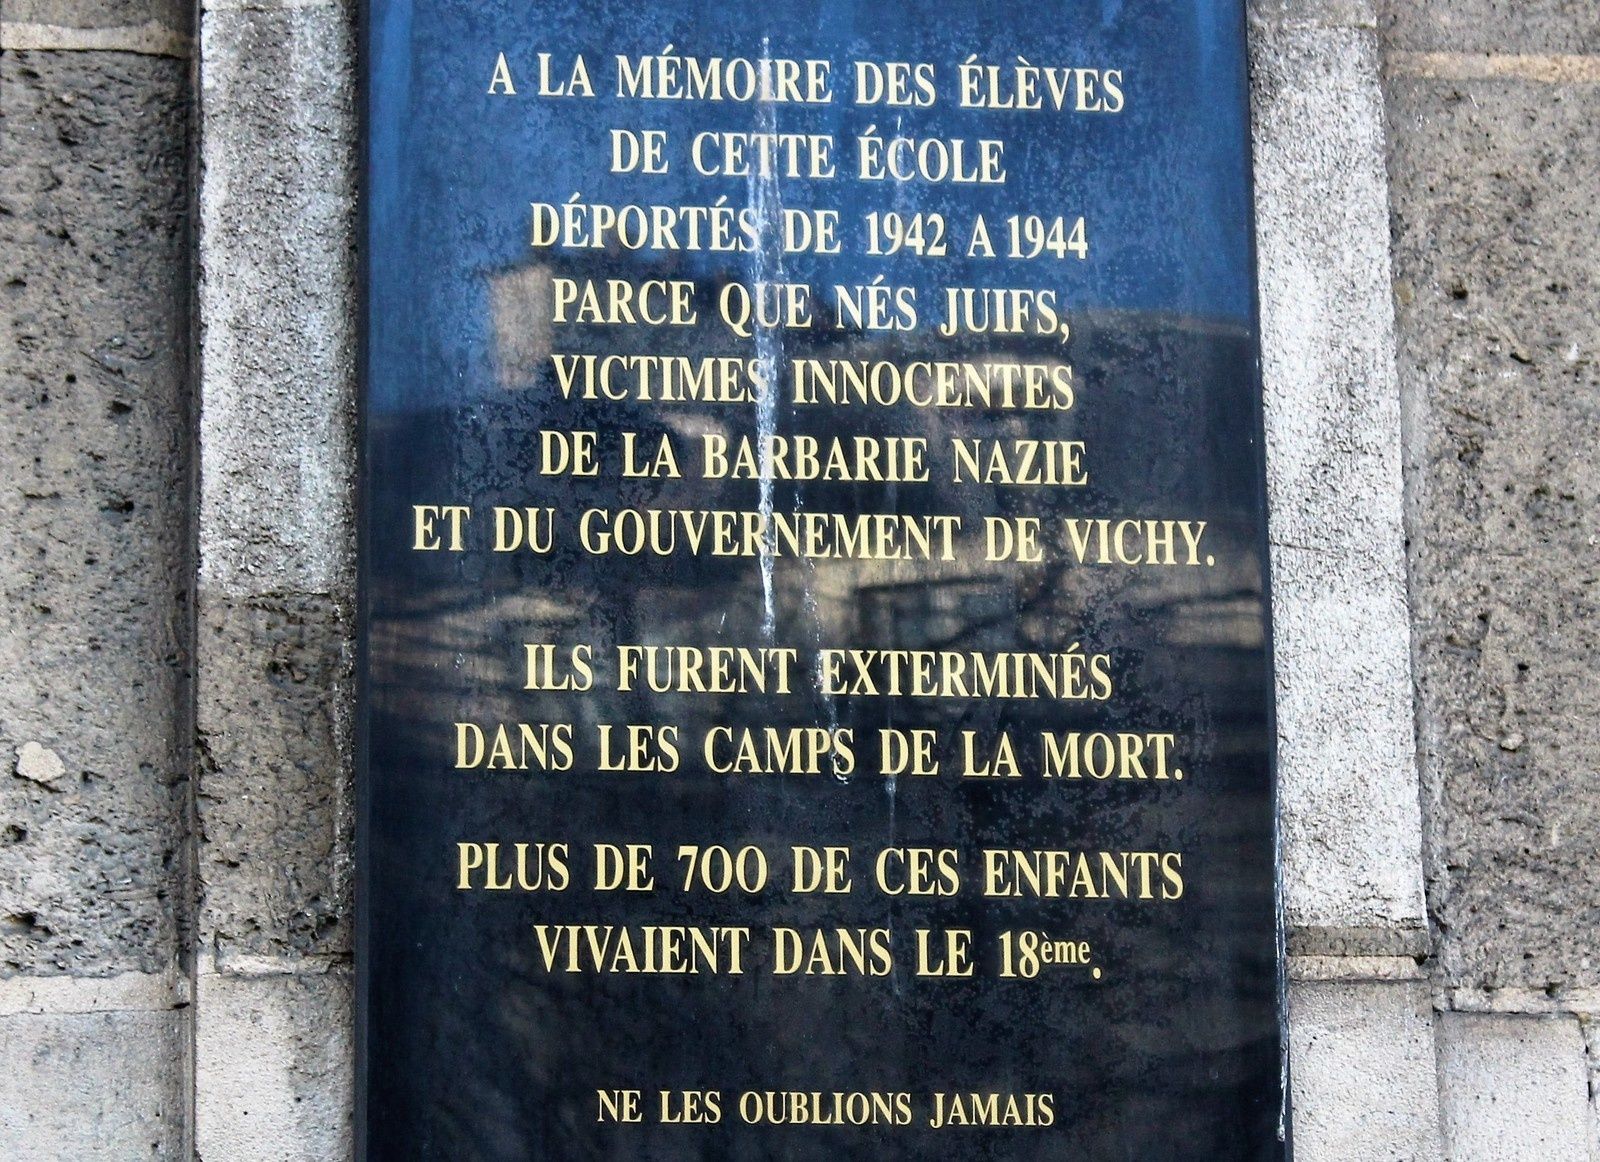 A LA MÉMOIRE DES ÉLÈVES
DE CETTE ÉCOLE
DÉPORTÉS DE 1942 A 1944
PARCE QUE NÉS JUIFS,
VICTIMES INNOCENTES
DE LA BARBARIE NAZIE
ET DU GOUVERNEMENT DE VICHY.
ILS FURENT EXTERMINÉS
DANS LES CAMPS DE LA MORT.
PLUS DE 700 DE CES ENFANTS
VIVAIENT DANS LE 18ème.
NE LES OUBLIONS JAMAIS